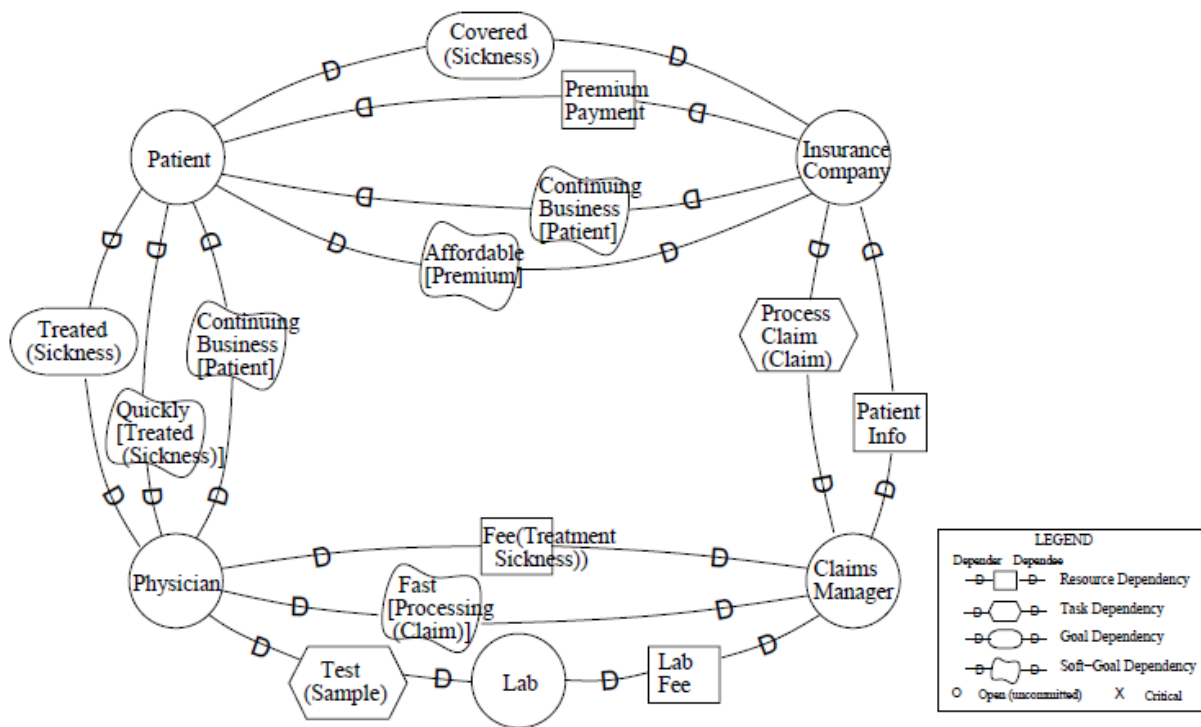 Covered
(Sickness)
D
D
Premium
Payment
D
D
Patient
Insurance
Company
Continuing
Business
[Patient]
D
D
Affordable
[Premium]
D
D
D
D
D
D
D
Treated
(Sickness)
Continuing
Business
[Patient]
Process
Claim
(Claim)
Quickly
[Treated
(Sickness)]
Patient
Info
D
D
D
D
D
Physician
Fee(Treatment
Sickness))
D
D
Claims
Manager
Fast
[Processing
(Claim)]
D
D
Test
(Sample)
D
D
Lab
D
Lab
Fee
D
LEGEND
Depender Dependee
D D Resource Dependency
D D Task Dependency
D D Goal Dependency
D D Soft-Goal Dependency
O Open (uncommitted) X Critical